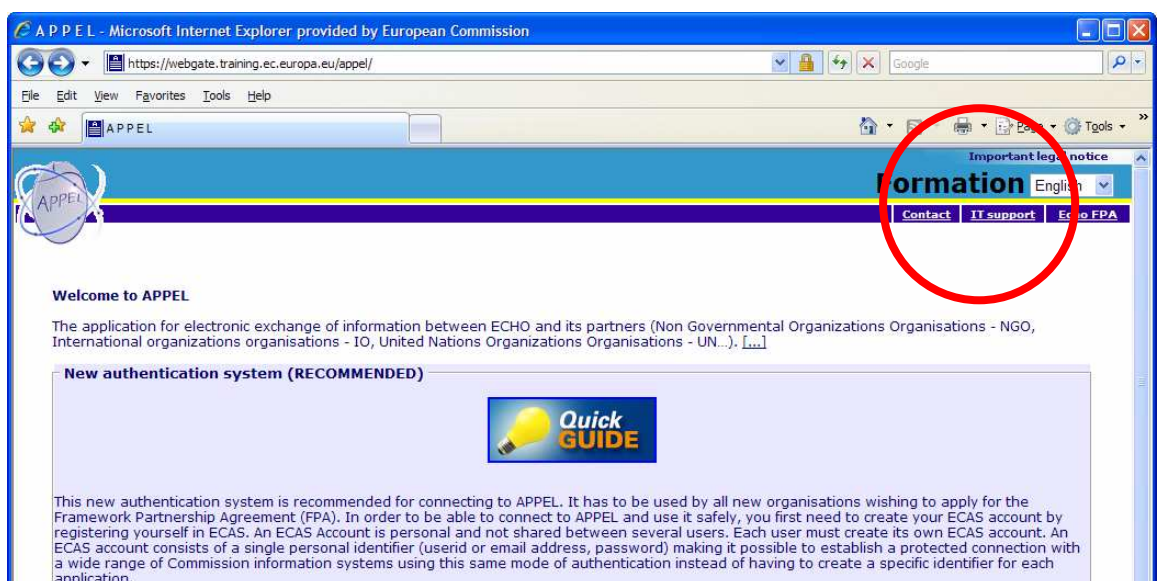 A P P E L - Microsoft Internet Explorer provided by European Commission
https://webgate.training.ec.europa.eu/appel/
Google
File Edit View Favorites Tools Help
A P P E L
Page Tools
Important legal notice
APPEL
Formation English
Contact IT support Echo FPA
Welcome to APPEL
The application for electronic exchange of information between ECHO and its partners (Non Governmental Organizations Organisations - NGO,
International organizations organisations - IO, United Nations Organizations Organisations - UN...). [...]
New authentication system (RECOMMENDED)
Quick
GUIDE
This new authentication system is recommended for connecting to APPEL. It has to be used by all new organisations wishing to apply for the
Framework Partnership Agreement (FPA). In order to be able to connect to APPEL and use it safely, you first need to create your ECAS account by
registering yourself in ECAS. An ECAS Account is personal and not shared between several users. Each user must create its own ECAS account. An
ECAS account consists of a single personal identifier (userid or email address, password) making it possible to establish a protected connection with
a wide range of Commission information systems using this same mode of authentication instead of having to create a specific identifier for each
application.